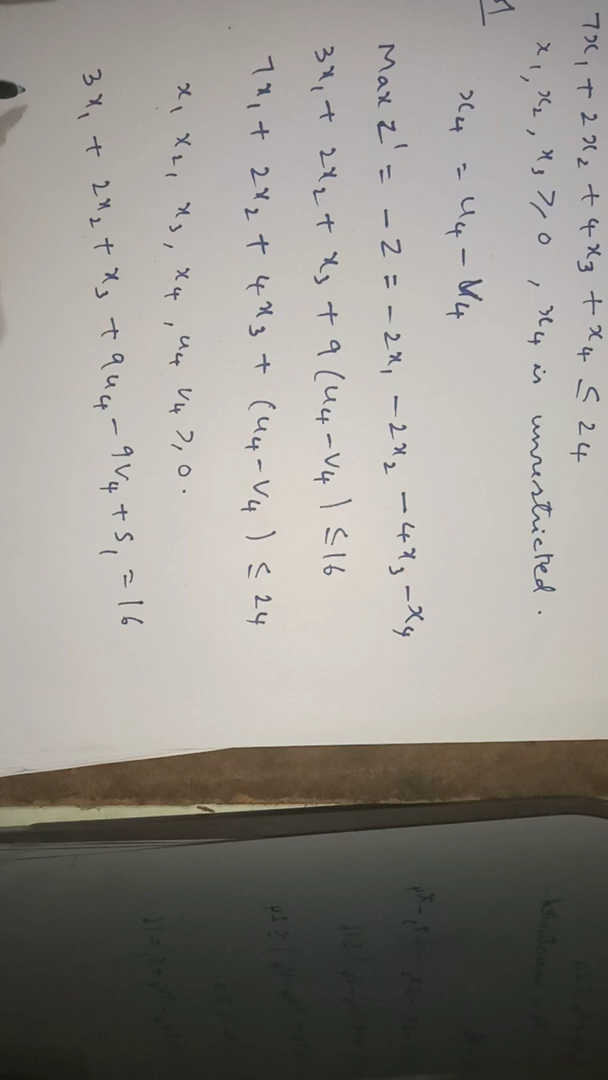 7x₁ + 2x₂ + 4x₃ + x₄ ≤ 24
x₁, x₂, x₃ ≥ 0, x₄ is unrestricted.
x₄ = u₄ - v₄
Max Z' = -Z = -2x₁ - 2x₂ - 4x₃ - x₄
3x₁ + 2x₂ + x₃ + 9(u₄ - v₄) ≤ 16
7x₁ + 2x₂ + 4x₃ + (u₄ - v₄) ≤ 24
x₁ x₂, x₃, x₄, u₄ v₄ ≥ 0.
3x₁ + 2x₂ + x₃ + 9u₄ - 9v₄ + s₁ = 16